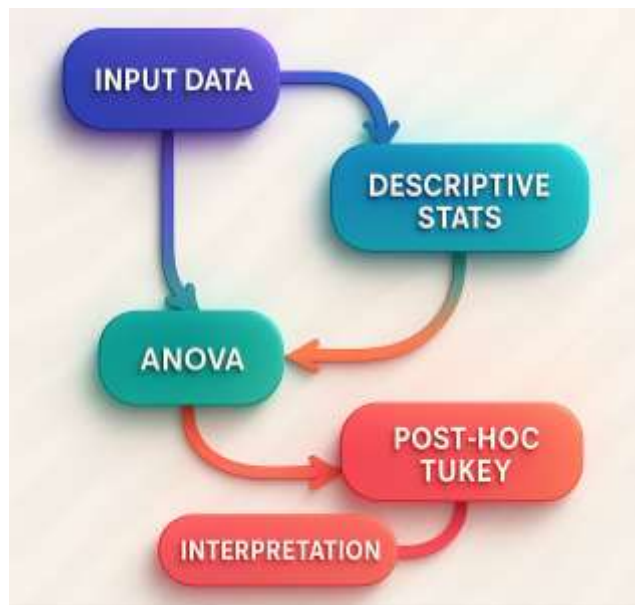 INPUT DATA
DESCRIPTIVE
STATS
ANOVA
POST-HOC
TUKEY
INTERPRETATION